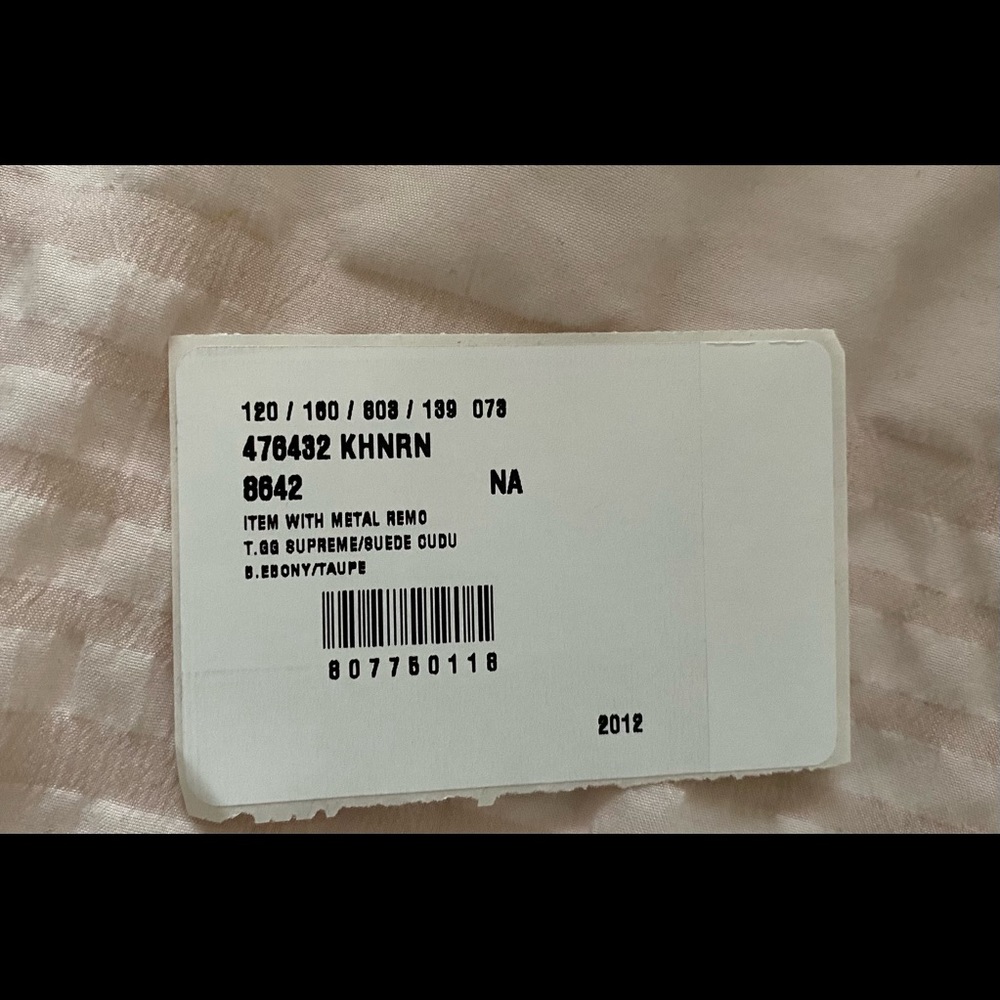 120 / 160 / 603 / 139 073
476432 KHNRN
8642 NA
ITEM WITH METAL REMO
T.GG SUPREME/SUEDE CUDU
B.EBONY/TAUPE
807750118
2012